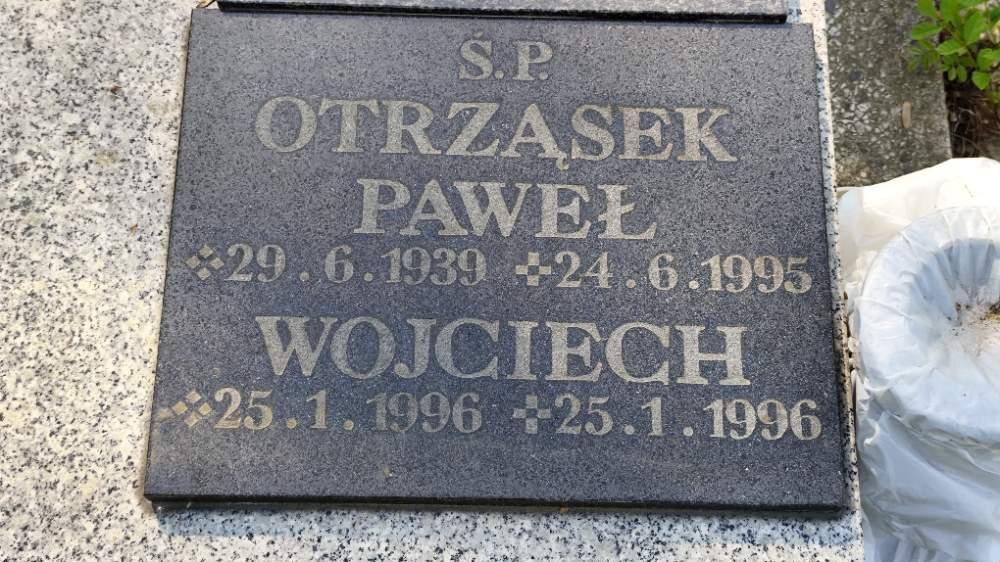 Ś.P.
OTRZĄSEK
PAWEŁ
29.6.1939 24.6.1995
WOJCIECH
25.1.1996 25.1.1996